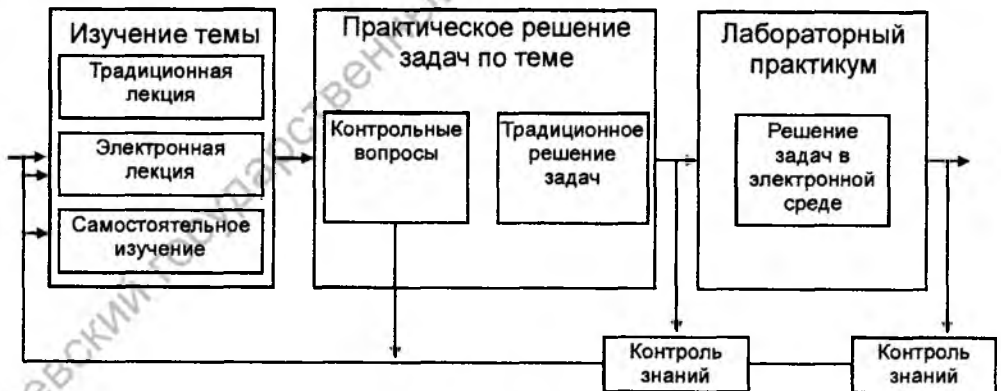 Изучение темы
Традиционная
лекция
Электронная
лекция
Самостоятельное
изучение
Практическое решение
задач по теме
Контрольные
вопросы
Традиционное
решение
задач
Лабораторный
практикум
Решение
задач в
электронной
среде
Контроль
знаний
Контроль
знаний